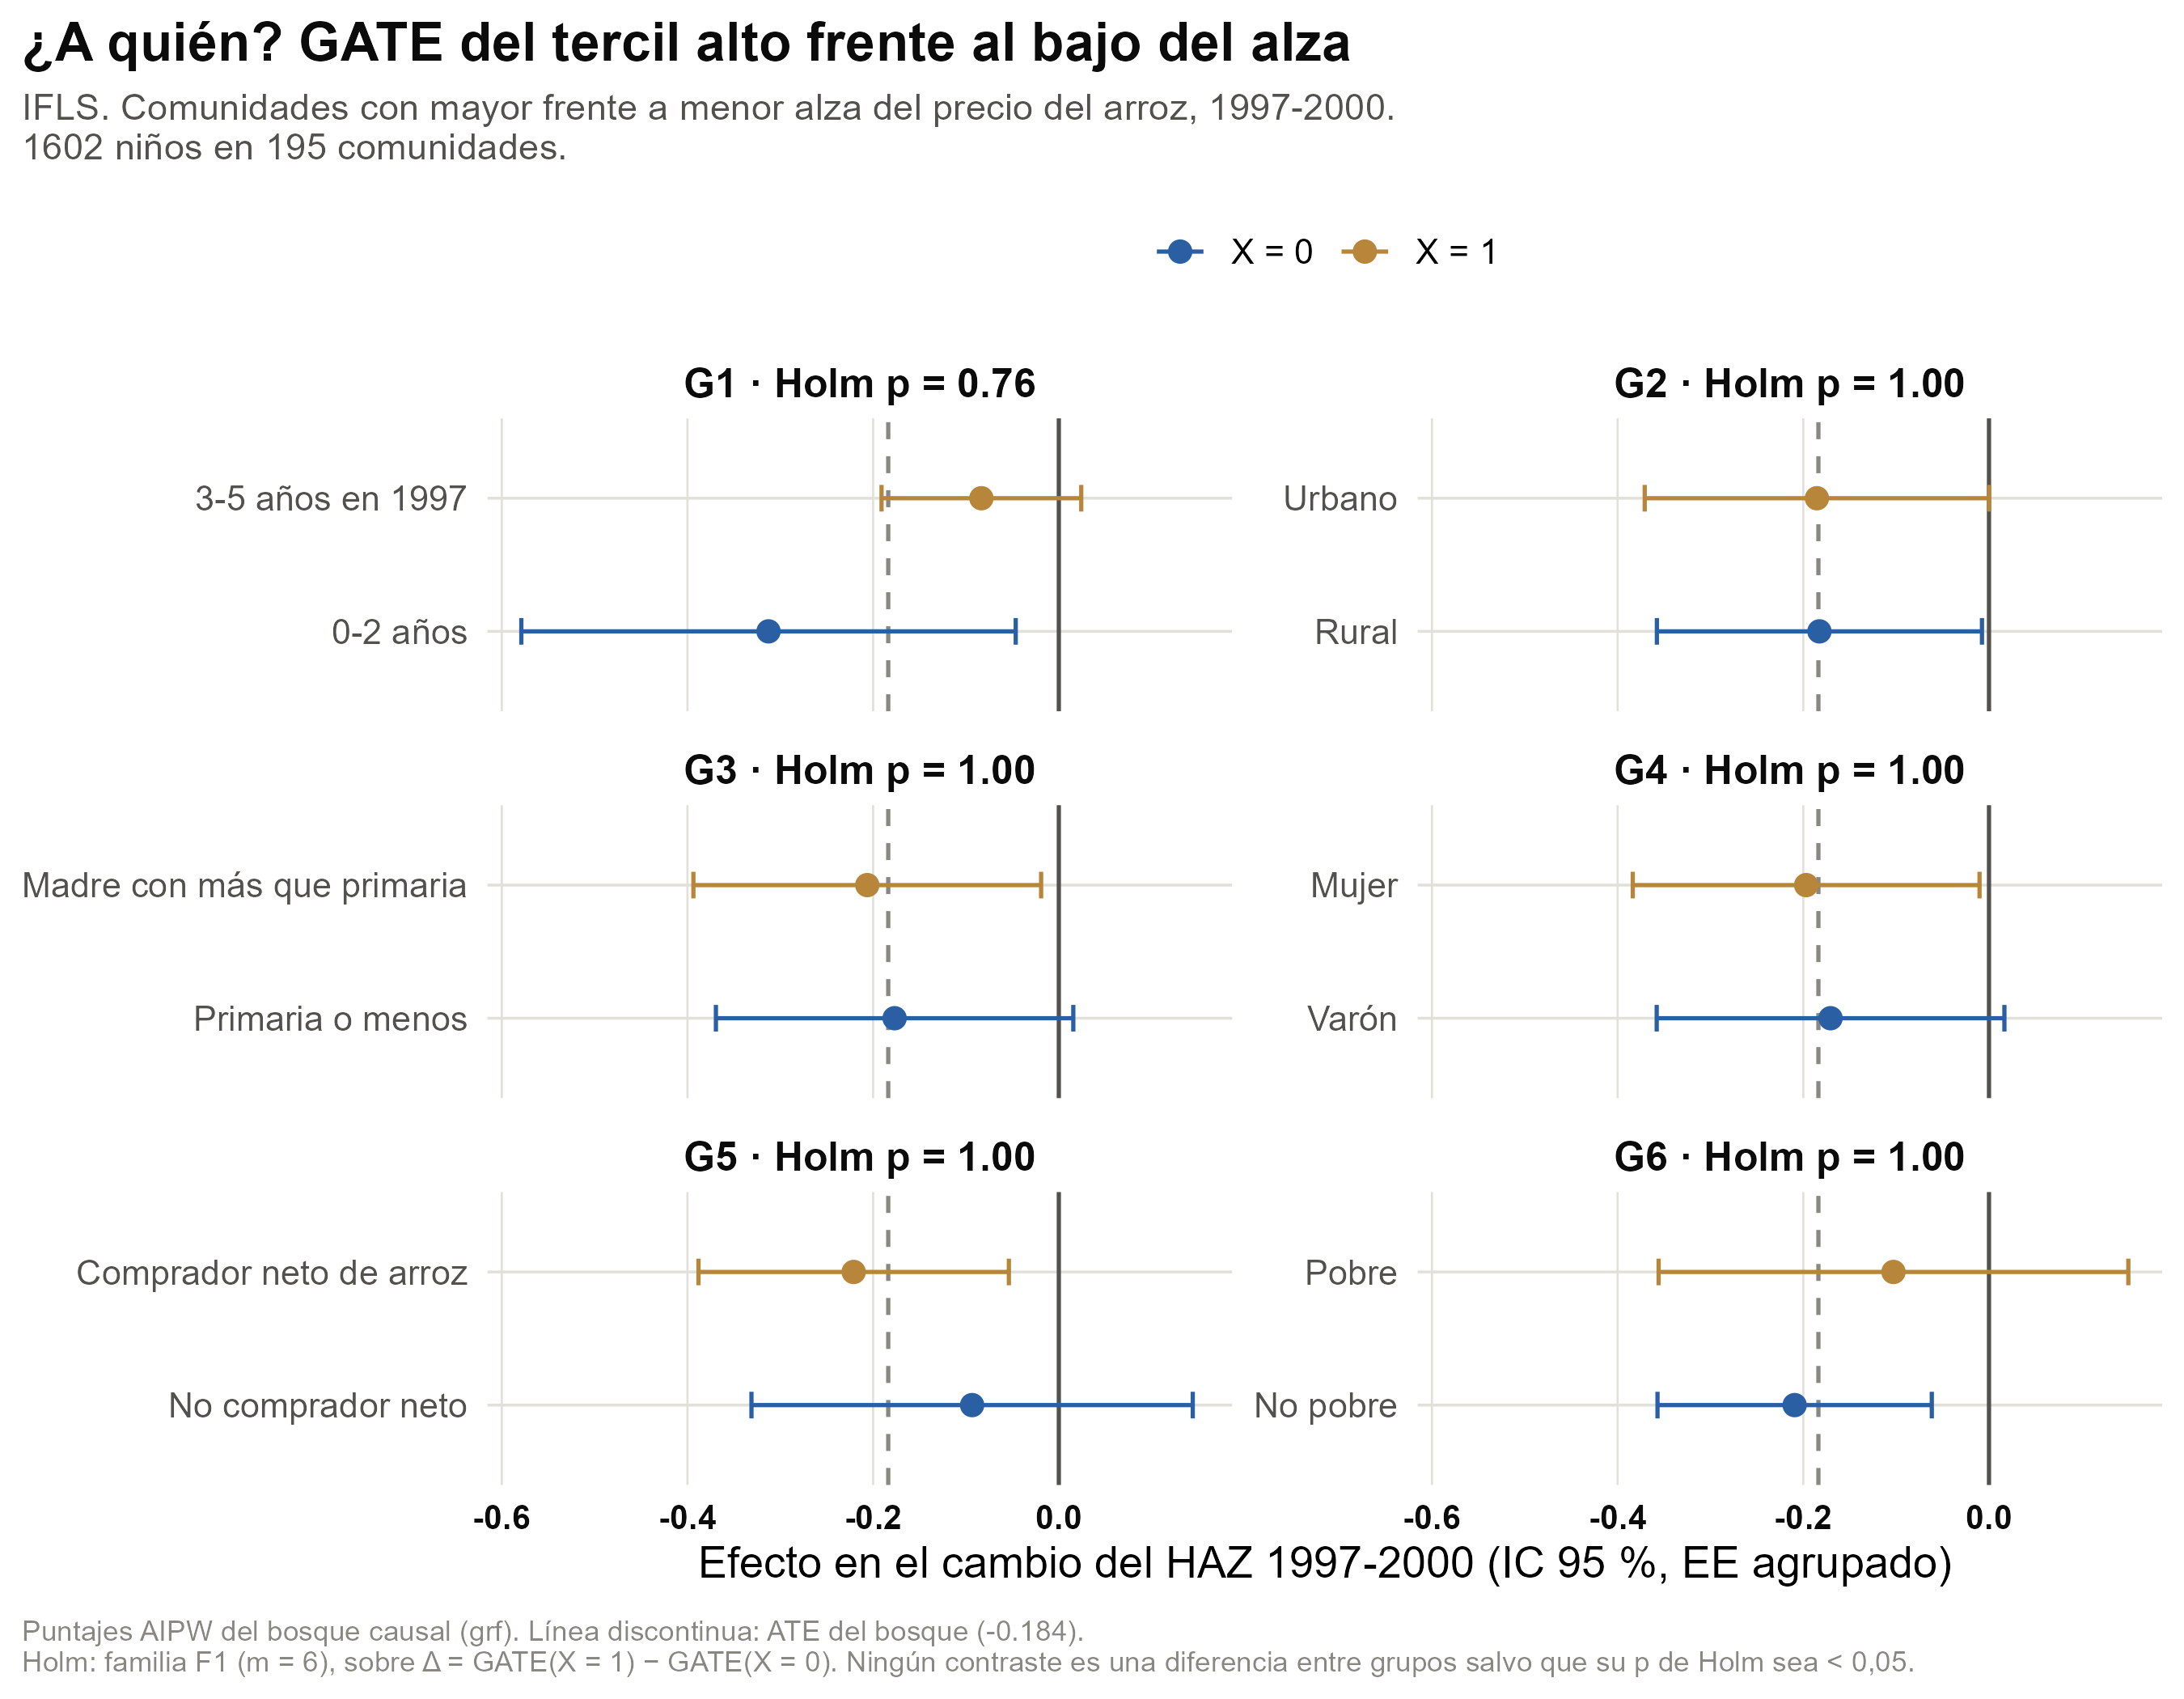 ¿A quién? GATE del tercil alto frente al bajo del alza
IFLS. Comunidades con mayor frente a menor alza del precio del arroz, 1997-2000.
1602 niños en 195 comunidades.
X = 0 X = 1
G1 · Holm p = 0.76
3-5 años en 1997
0-2 años
G2 · Holm p = 1.00
Urbano
Rural
G3 · Holm p = 1.00
Madre con más que primaria
Primaria o menos
G4 · Holm p = 1.00
Mujer
Varón
G5 · Holm p = 1.00
Comprador neto de arroz
No comprador neto
G6 · Holm p = 1.00
Pobre
No pobre
-0.6 -0.4 -0.2 0.0
-0.6 -0.4 -0.2 0.0
Efecto en el cambio del HAZ 1997-2000 (IC 95 %, EE agrupado)
Puntajes AIPW del bosque causal (grf). Línea discontinua: ATE del bosque (-0.184).
Holm: familia F1 (m = 6), sobre Δ = GATE(X = 1) − GATE(X = 0). Ningún contraste es una diferencia entre grupos salvo que su p de Holm sea < 0,05.